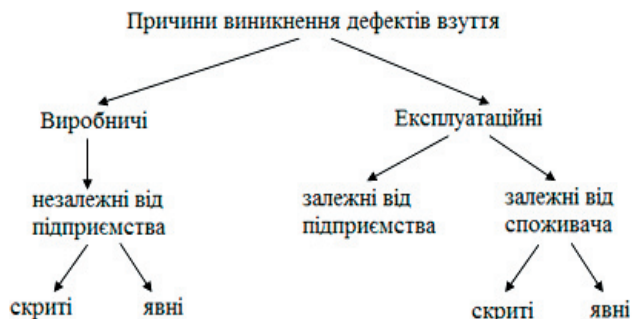 Причини виникнення дефектів взуття
Виробничі
Експлуатаційні
незалежні від
підприємства
залежні від
підприємства
залежні від
споживача
скриті
явні
скриті
явні